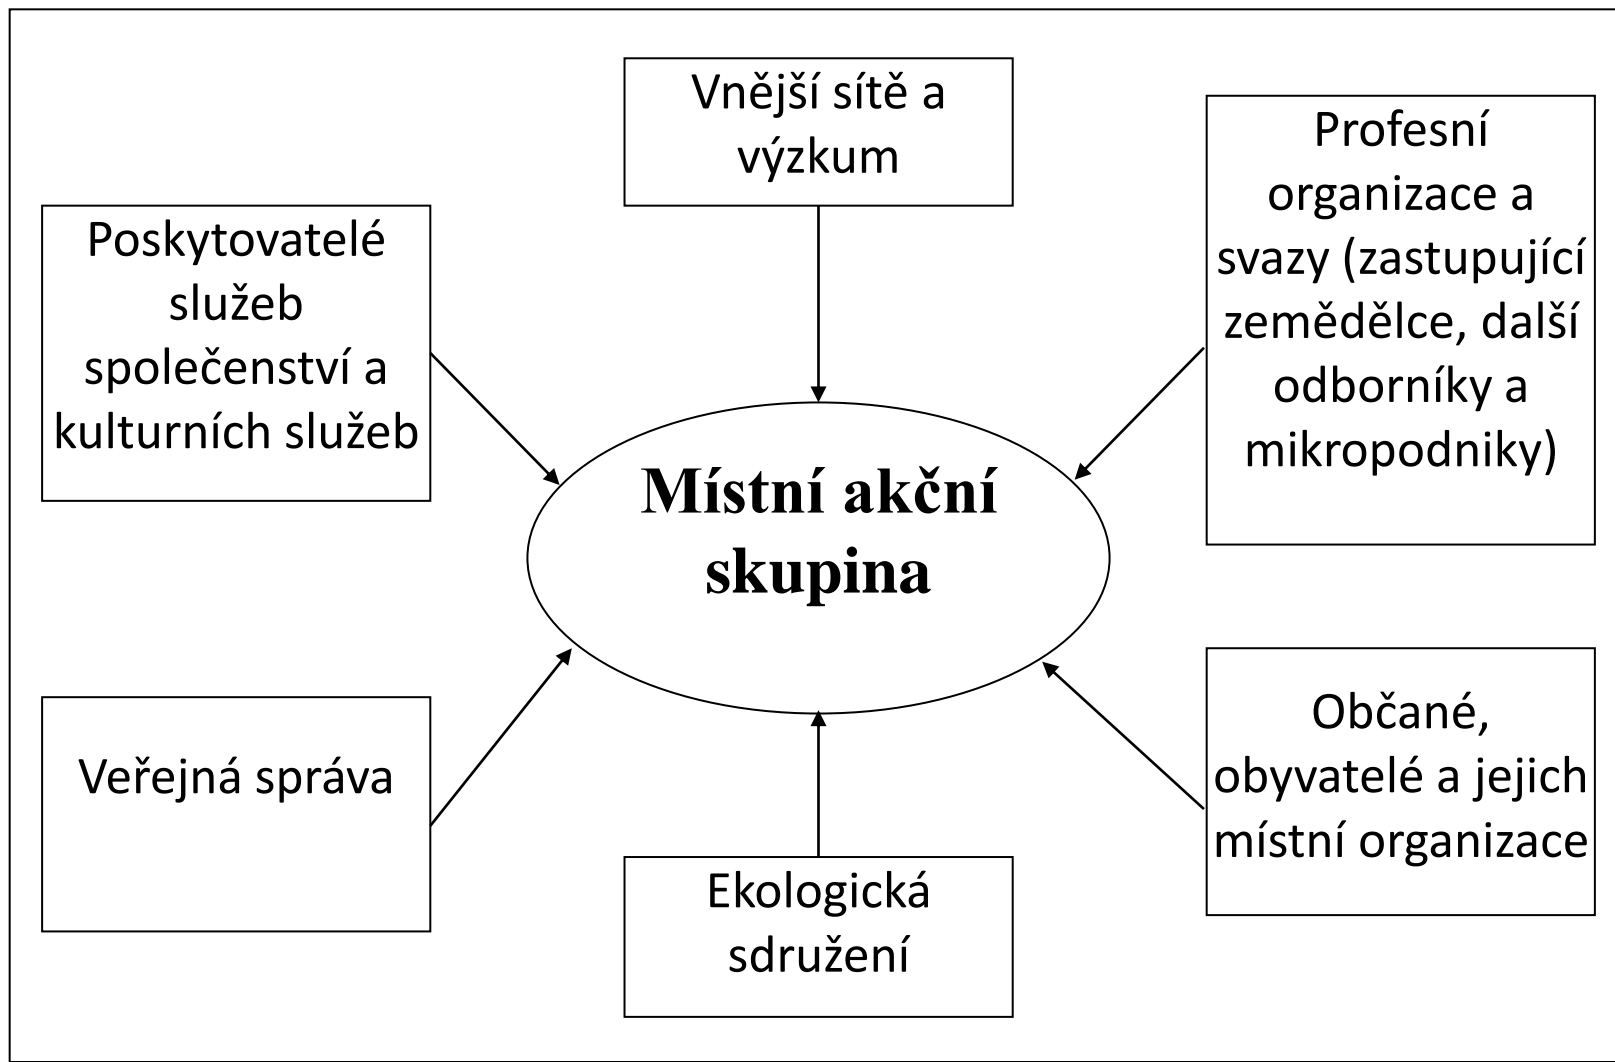 Vnější sítě a
výzkum
Profesní
organizace a
svazy (zastupující
zemědělce, další
odborníky a
mikropodniky)
Poskytovatelé
služeb
společenství a
kulturních služeb
Místní akční
skupina
Veřejná správa
Občané,
obyvatelé a jejich
místní organizace
Ekologická
sdružení